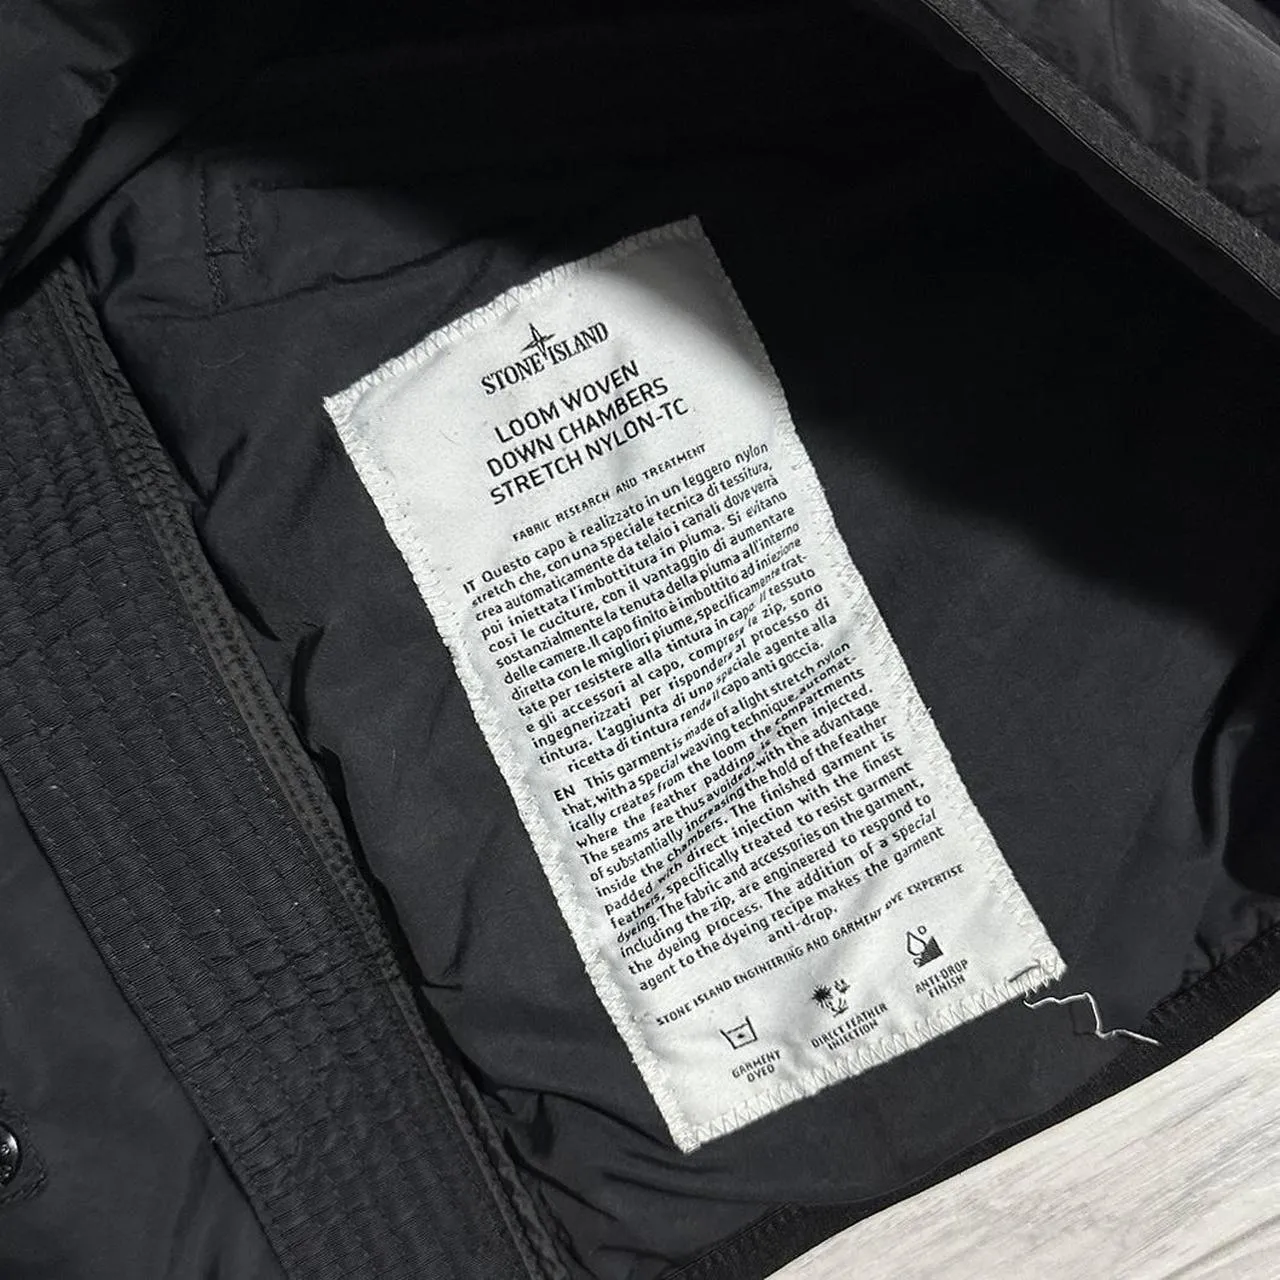 STONE ISLAND
LOOM WOVEN
DOWN CHAMBERS
STRETCH NYLON-TC
FABRIC RESEARCH AND TREATMENT
IT Questo capo è realizzato in un leggero nylon
stretch che, con una speciale tecnica di tessitura,
crea automaticamente da telaio i canali dove verrà
poi iniettata l'imbottitura in piuma. Si evitano
così le cuciture, con il vantaggio di aumentare
sostanzialmente la tenuta della piuma all'interno
delle camere. Il capo finito è imbottito ad iniezione
diretta con le migliori piume, specificamente trat-
tate per resistere alla tintura in capo. Il tessuto
e gli accessori al capo, comprese le zip, sono
ingegnerizzati per rispondere al processo di
tintura. L'aggiunta di uno speciale agente alla
ricetta di tintura rende il capo anti goccia.
EN This garment is made of a light stretch nylon
that, with a special weaving technique, automat-
ically creates from the loom the compartments
where the feather padding is then injected.
The seams are thus avoided, with the advantage
of substantially increasing the hold of the feather
inside the chambers. The finished garment is
padded with direct injection with the finest
feathers, specifically treated to resist garment
dyeing. The fabric and accessories on the garment,
including the zip, are engineered to respond to
the dyeing process. The addition of a special
agent to the dyeing recipe makes the garment
anti-drop.
STONE ISLAND ENGINEERING AND GARMENT DYE EXPERTISE
GARMENT
DYED
DIRECT FEATHER
INJECTION
ANTI-DROP
FINISH